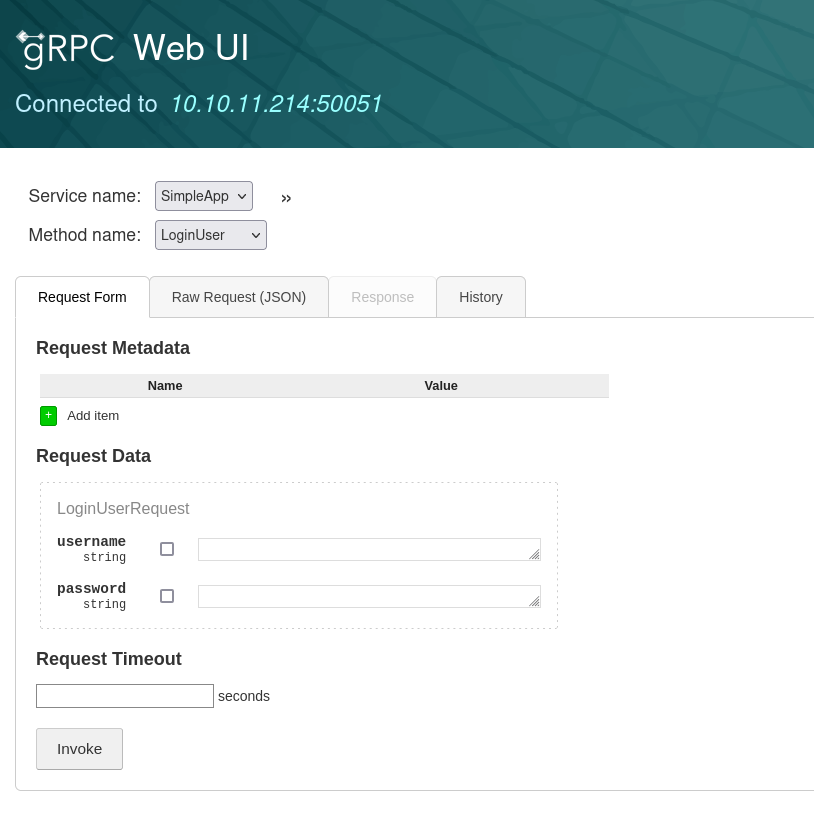 gRPC Web UI
Connected to 10.10.11.214:50051
Service name: SimpleApp »
Method name: LoginUser
Request Form Raw Request (JSON) Response History
Request Metadata
Name Value
+ Add item
Request Data
LoginUserRequest
username
string
password
string
Request Timeout
seconds
Invoke